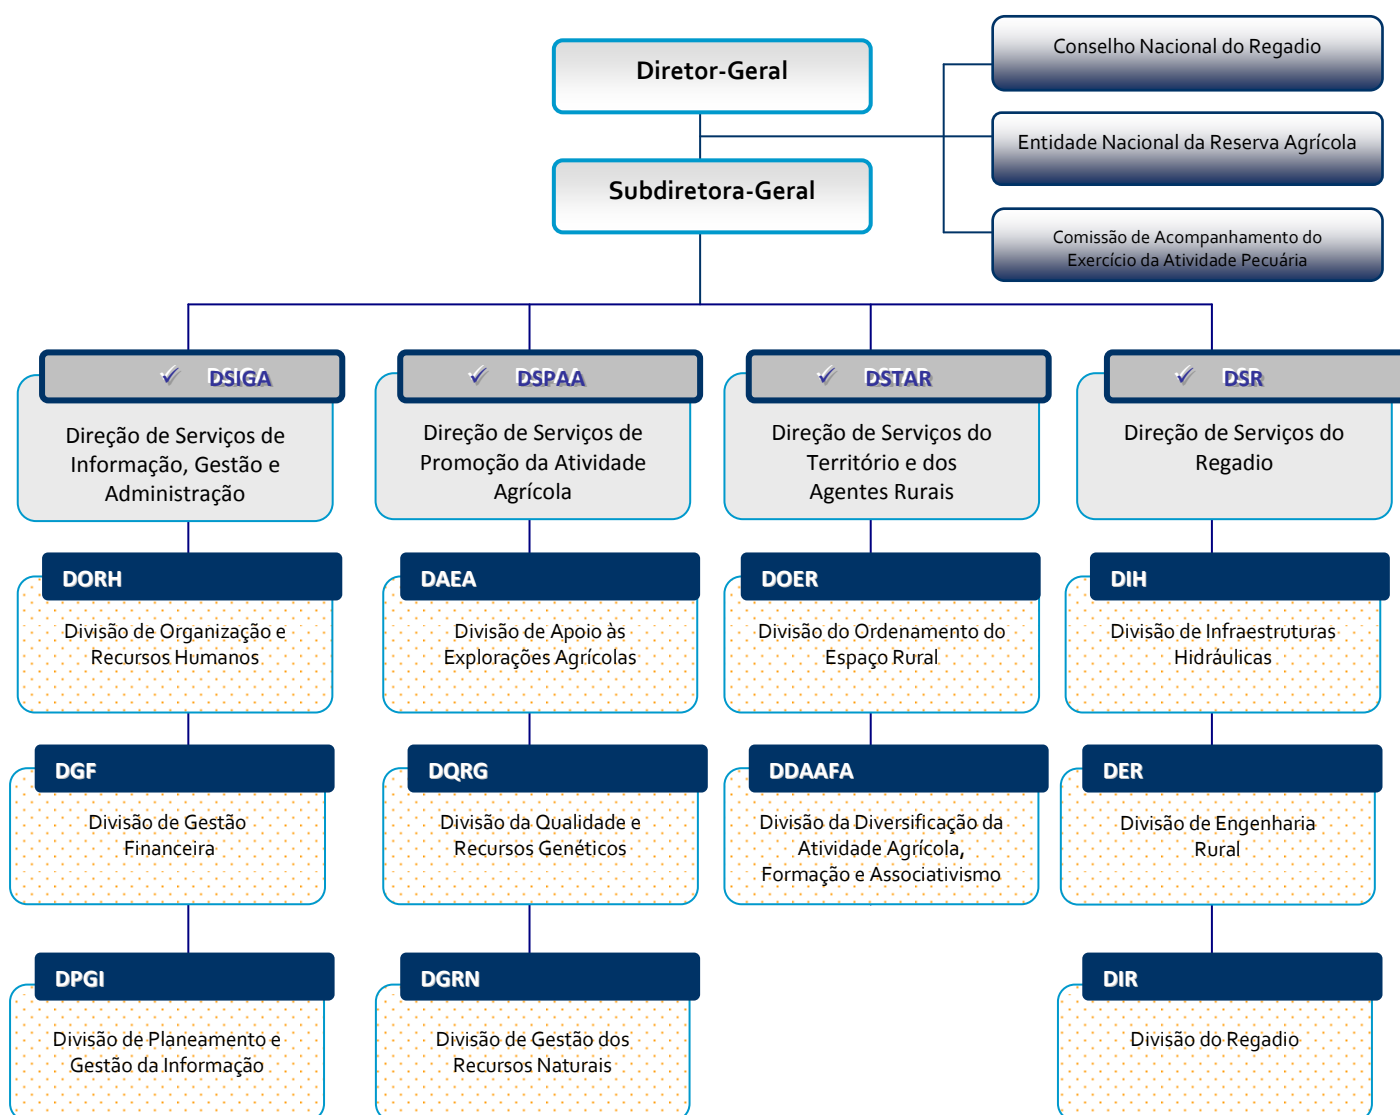 Diretor-Geral
Subdiretora-Geral
Conselho Nacional do Regadio
Entidade Nacional da Reserva Agrícola
Comissão de Acompanhamento do
Exercício da Atividade Pecuária
✓ DSIGA
Direção de Serviços de
Informação, Gestão e
Administração
✓ DSPAA
Direção de Serviços de
Promoção da Atividade
Agrícola
✓ DSTAR
Direção de Serviços do
Território e dos
Agentes Rurais
✓ DSR
Direção de Serviços do
Regadio
DORH
Divisão de Organização e
Recursos Humanos
DAEA
Divisão de Apoio às
Explorações Agrícolas
DOER
Divisão do Ordenamento do
Espaço Rural
DIH
Divisão de Infraestruturas
Hidráulicas
DGF
Divisão de Gestão
Financeira
DQRG
Divisão da Qualidade e
Recursos Genéticos
DDAAFA
Divisão da Diversificação da
Atividade Agrícola,
Formação e Associativismo
DER
Divisão de Engenharia
Rural
DPGI
Divisão de Planeamento e
Gestão da Informação
DGRN
Divisão de Gestão dos
Recursos Naturais
DIR
Divisão do Regadio